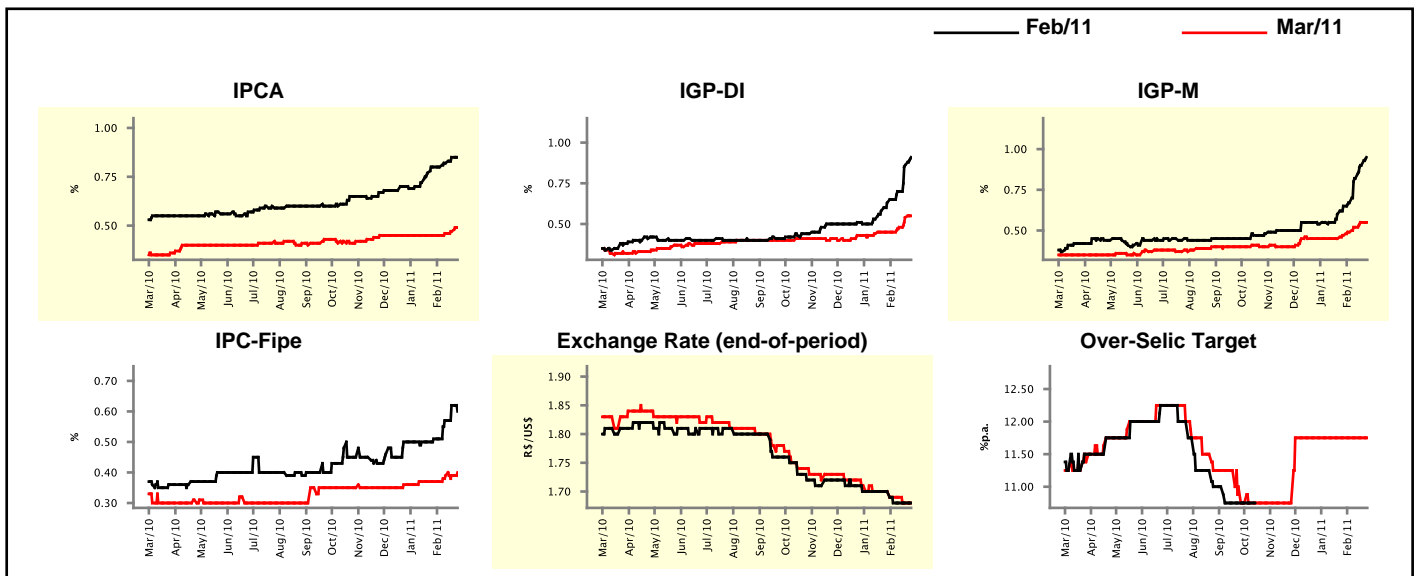 Feb/11 Mar/11
IPCA
%
1.00
0.75
0.50
Mar/10 Apr/10 May/10 Jun/10 Jul/10 Aug/10 Sep/10 Oct/10 Nov/10 Dec/10 Jan/11 Feb/11
IGP-DI
%
1.00
0.75
0.50
Mar/10 Apr/10 May/10 Jun/10 Jul/10 Aug/10 Sep/10 Oct/10 Nov/10 Dec/10 Jan/11 Feb/11
IGP-M
%
1.00
0.75
0.50
Mar/10 Apr/10 May/10 Jun/10 Jul/10 Aug/10 Sep/10 Oct/10 Nov/10 Dec/10 Jan/11 Feb/11
IPC-Fipe
%
0.70
0.60
0.50
0.40
0.30
Mar/10 Apr/10 May/10 Jun/10 Jul/10 Aug/10 Sep/10 Oct/10 Nov/10 Dec/10 Jan/11 Feb/11
Exchange Rate (end-of-period)
R$/US$
1.90
1.85
1.80
1.75
1.70
Mar/10 Apr/10 May/10 Jun/10 Jul/10 Aug/10 Sep/10 Oct/10 Nov/10 Dec/10 Jan/11 Feb/11
Over-Selic Target
%p.a.
12.50
12.00
11.50
11.00
Mar/10 Apr/10 May/10 Jun/10 Jul/10 Aug/10 Sep/10 Oct/10 Nov/10 Dec/10 Jan/11 Feb/11